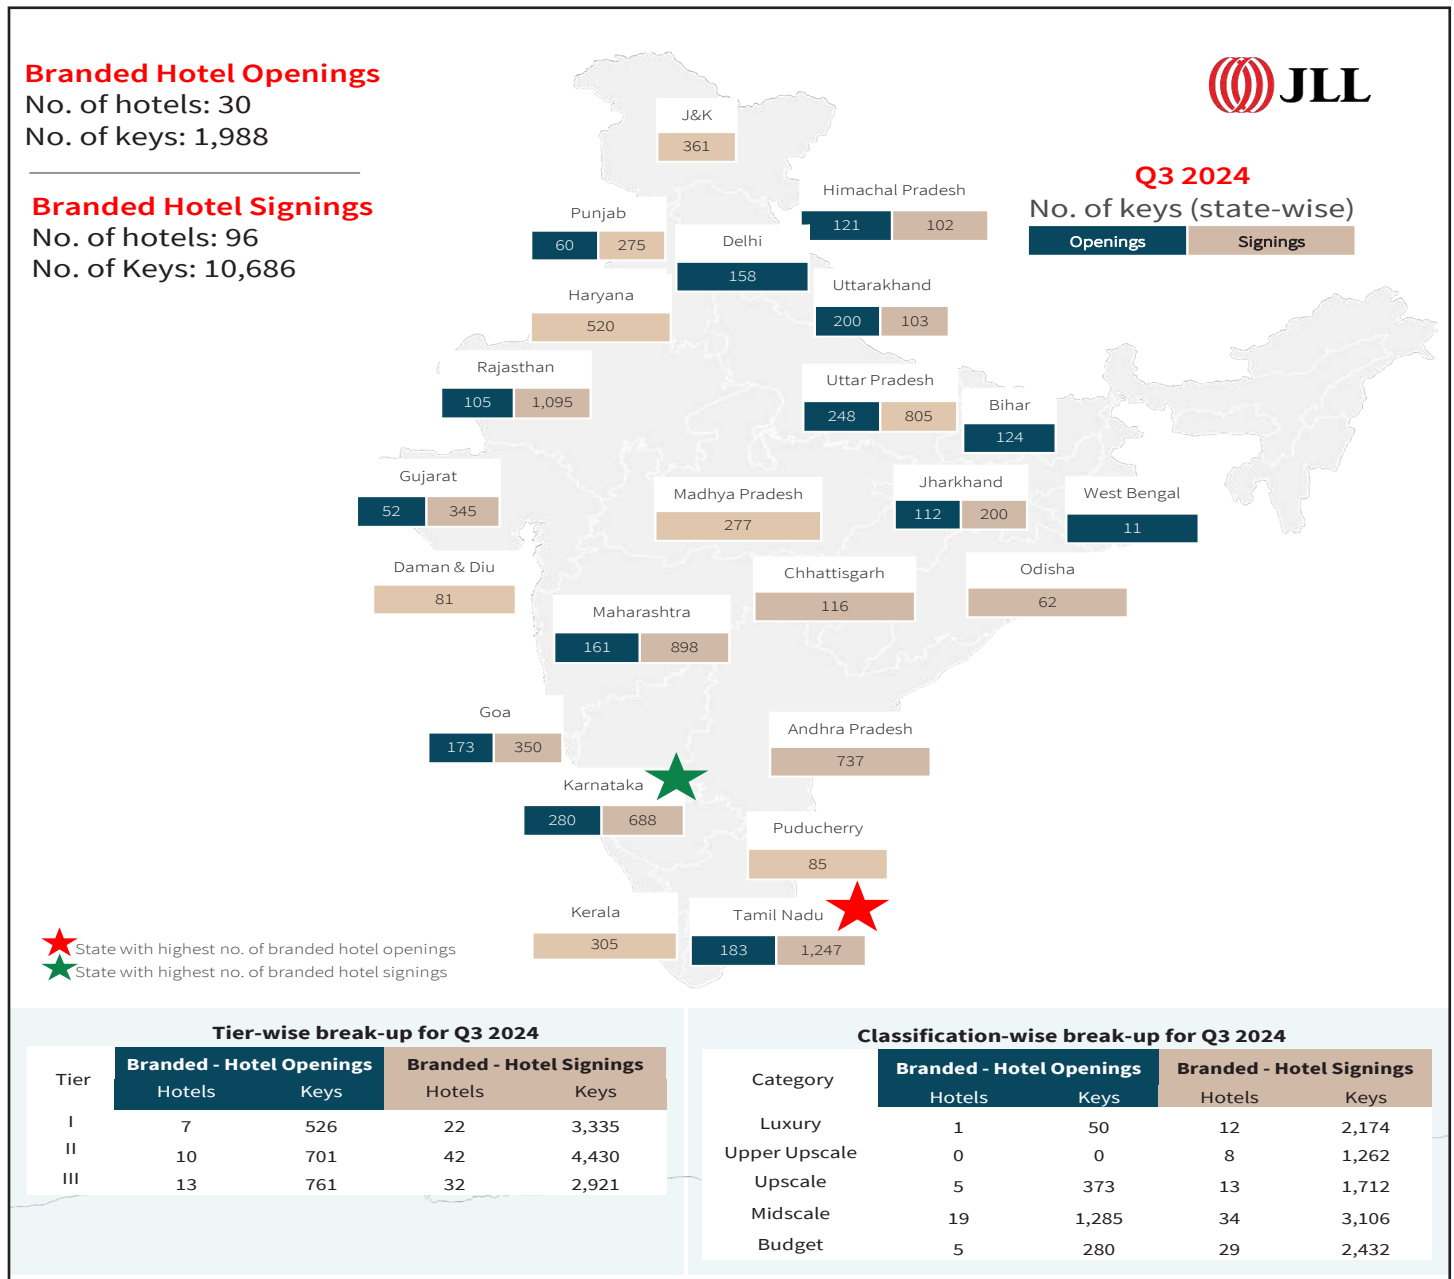 Branded Hotel Openings
No. of hotels: 30
No. of keys: 1,988
Branded Hotel Signings
No. of hotels: 96
No. of Keys: 10,686
JLL
Q3 2024
No. of keys (state-wise)
Openings Signings
J&K
361
Himachal Pradesh
121 102
Punjab
60 275
Delhi
158
Uttarakhand
200 103
Haryana
520
Rajasthan
105 1,095
Uttar Pradesh
248 805
Bihar
124
Gujarat
52 345
Madhya Pradesh
277
Jharkhand
112 200
West Bengal
11
Daman & Diu
81
Chhattisgarh
116
Odisha
62
Maharashtra
161 898
Goa
173 350
Andhra Pradesh
737
Karnataka
280 688
Puducherry
85
Kerala
305
Tamil Nadu
183 1,247
State with highest no. of branded hotel openings
State with highest no. of branded hotel signings
Tier-wise break-up for Q3 2024
Tier Branded - Hotel Openings Branded - Hotel Signings
Hotels Keys Hotels Keys
I 7 526 22 3,335
II 10 701 42 4,430
III 13 761 32 2,921
Classification-wise break-up for Q3 2024
Category Branded - Hotel Openings Branded - Hotel Signings
Hotels Keys Hotels Keys
Luxury 1 50 12 2,174
Upper Upscale 0 0 8 1,262
Upscale 5 373 13 1,712
Midscale 19 1,285 34 3,106
Budget 5 280 29 2,432